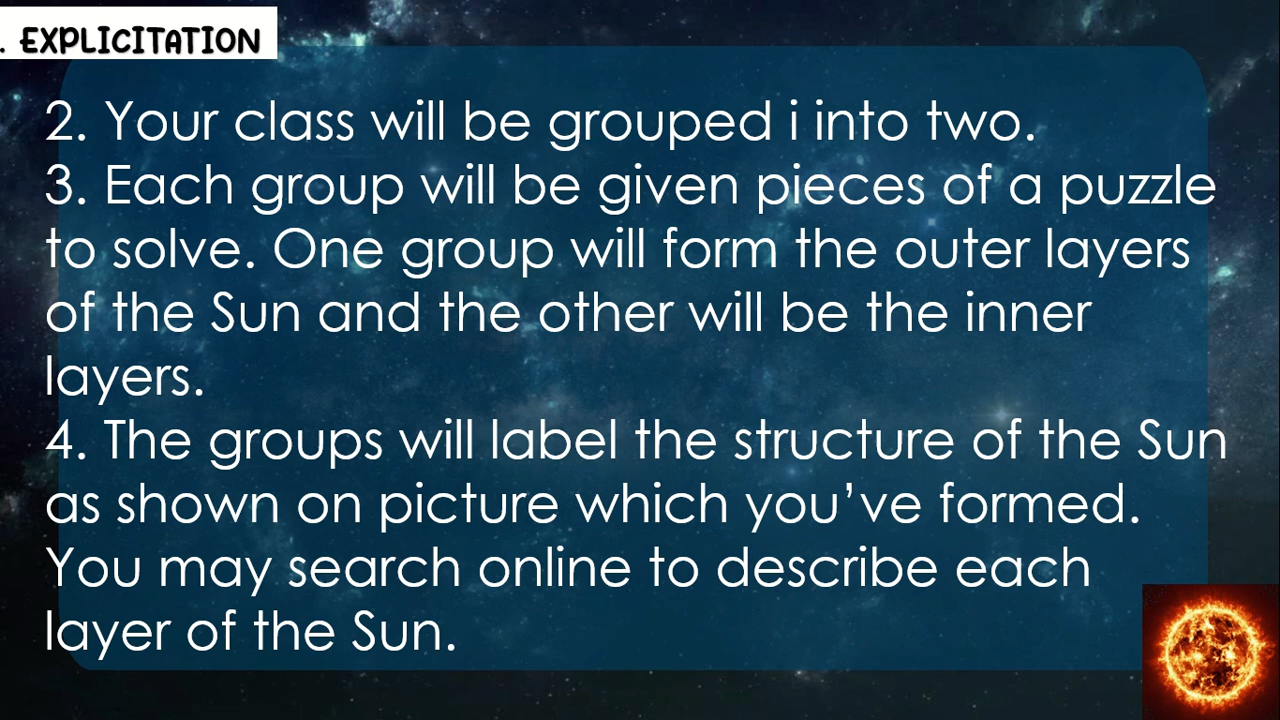 . EXPLICITATION
2. Your class will be grouped i into two.
3. Each group will be given pieces of a puzzle
to solve. One group will form the outer layers
of the Sun and the other will be the inner
layers.
4. The groups will label the structure of the Sun
as shown on picture which you’ve formed.
You may search online to describe each
layer of the Sun.